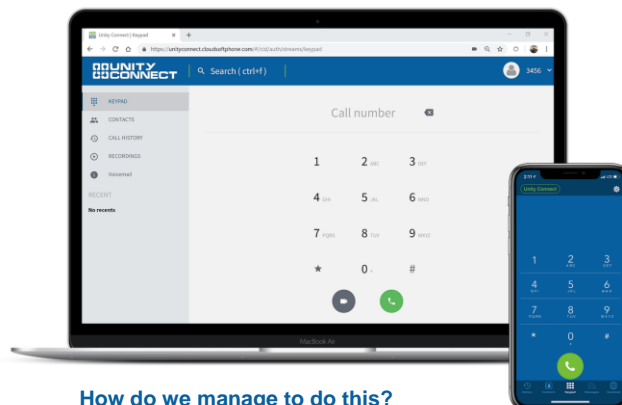 Unity Connect | Keypad
https://unityconnect.cloudsoftphone.com/#/cid/auth/streams/keypad
UNITY
CONNECT
Search ( ctrl+f )
3456
KEYPAD
CONTACTS
CALL HISTORY
RECORDINGS
Voicemail
RECENT
No recents
Call number
1 2 ABC 3 DEF
4 GHI 5 JKL 6 MNO
7 PQRS 8 TUV 9 WXYZ
* 0 #
MacBook Air
Unity Connect
1 2 ABC 3 DEF
4 GHI 5 JKL 6 MNO
7 PQRS 8 TUV 9 WXYZ
* 0 #
Keypad
How do we manage to do this?